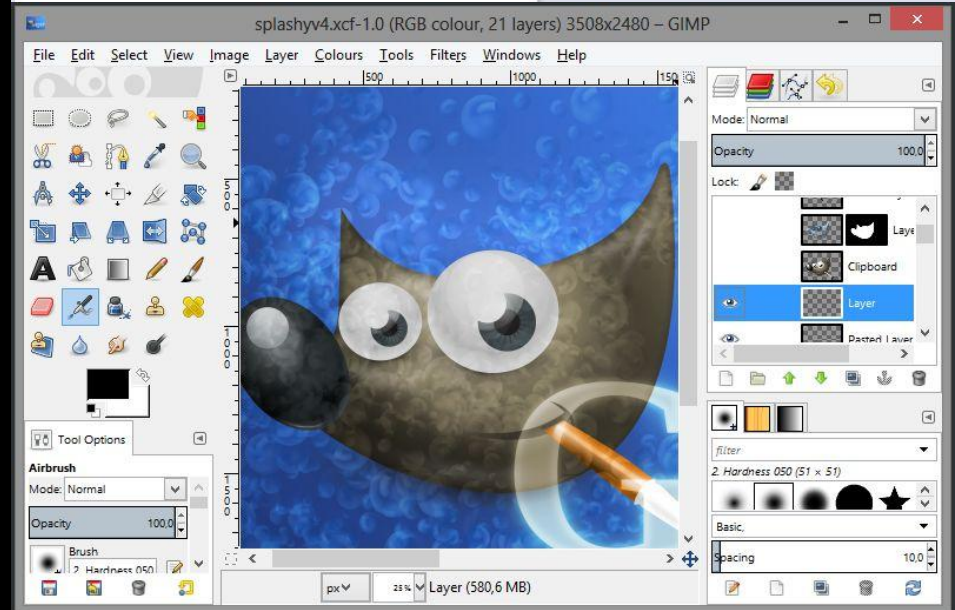 splashyv4.xcf-1.0 (RGB colour, 21 layers) 3508x2480 – GIMP
File Edit Select View Image Layer Colours Tools Filters Windows Help
500 1000
Mode: Normal
Opacity 100,0
Lock:
Clipboard
Layer
Pasted Layer
500
1000
1500
G
Tool Options
Airbrush
Mode: Normal
Opacity 100,0
Brush
2. Hardness 050
filter
2. Hardness 050 (51 × 51)
Basic,
Spacing 10,0
px 25 % Layer (580,6 MB)